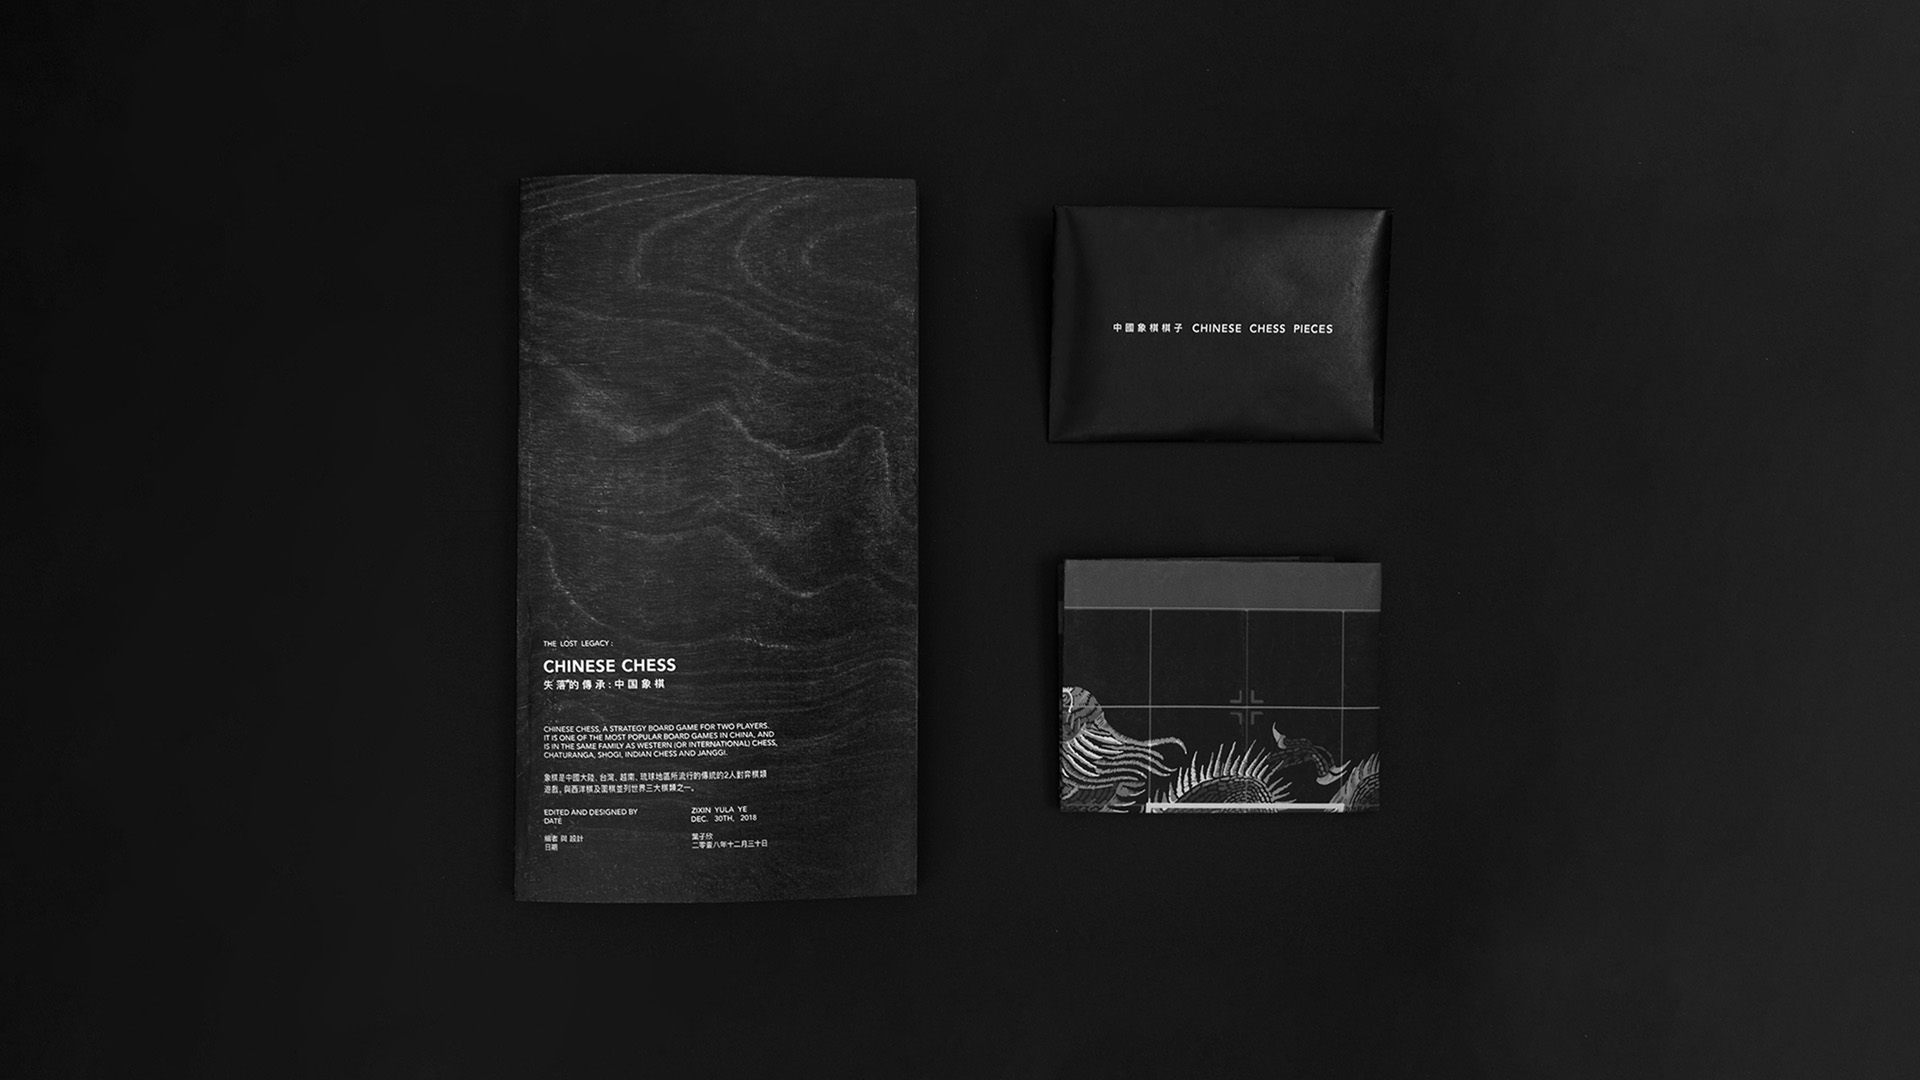 THE LOST LEGACY :
CHINESE CHESS
失落的傳承:中国象棋
CHINESE CHESS, A STRATEGY BOARD GAME FOR TWO PLAYERS.
IT IS ONE OF THE MOST POPULAR BOARD GAMES IN CHINA, AND
IS IN THE SAME FAMILY AS WESTERN (OR INTERNATIONAL) CHESS,
CHATURANGA, SHOGI, INDIAN CHESS AND JANGGI.
象棋是中國大陸、台灣、越南、琉球地區所流行的傳統的2人對弈棋類
遊戲，與西洋棋及圍棋並列世界三大棋類之一。
EDITED AND DESIGNED BY ZIXIN YULA YE
DATE DEC. 30TH, 2018
編者 與 設計 葉子欣
日期 二零壹八年十二月三十日
中國象棋棋子 CHINESE CHESS PIECES